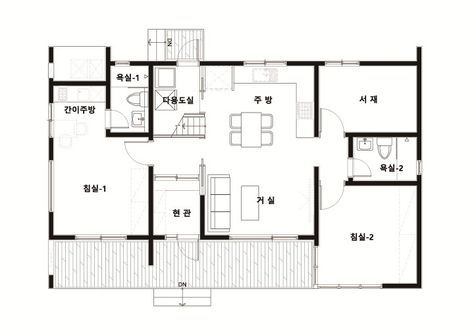 DN
욕실-1
간이주방
다용도실
주 방
서 재
욕실-2
침실-1
거 실
현 관
침실-2
DN